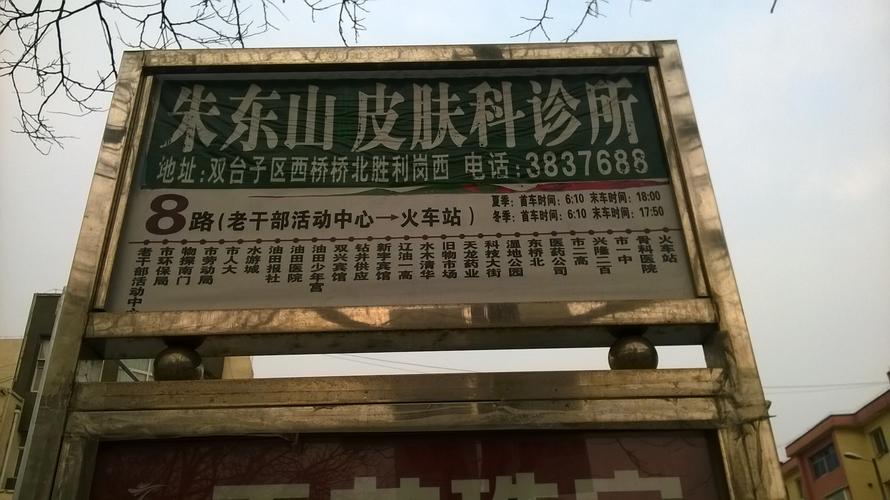 朱东山 皮肤科诊所
地址:双台子区西桥桥北胜利岗西 电话:3837688
8路(老干部活动中心→火车站)
夏季: 首车时间: 6:10 末车时间: 18:00
冬季: 首车时间: 6:10 末车时间: 17:50
老干部活动中心
市环保局
物探南门
市劳动局
市人大
水游城
油田报社
油田医院
油田少年宫
双兴宾馆
钻井供应
新宇宾馆
辽油一高
水木清华
旧物市场
天龙药业
科技大街
湿地公园
东桥北
医药公司
市二高
兴隆二百
市一中
骨科医院
火车站